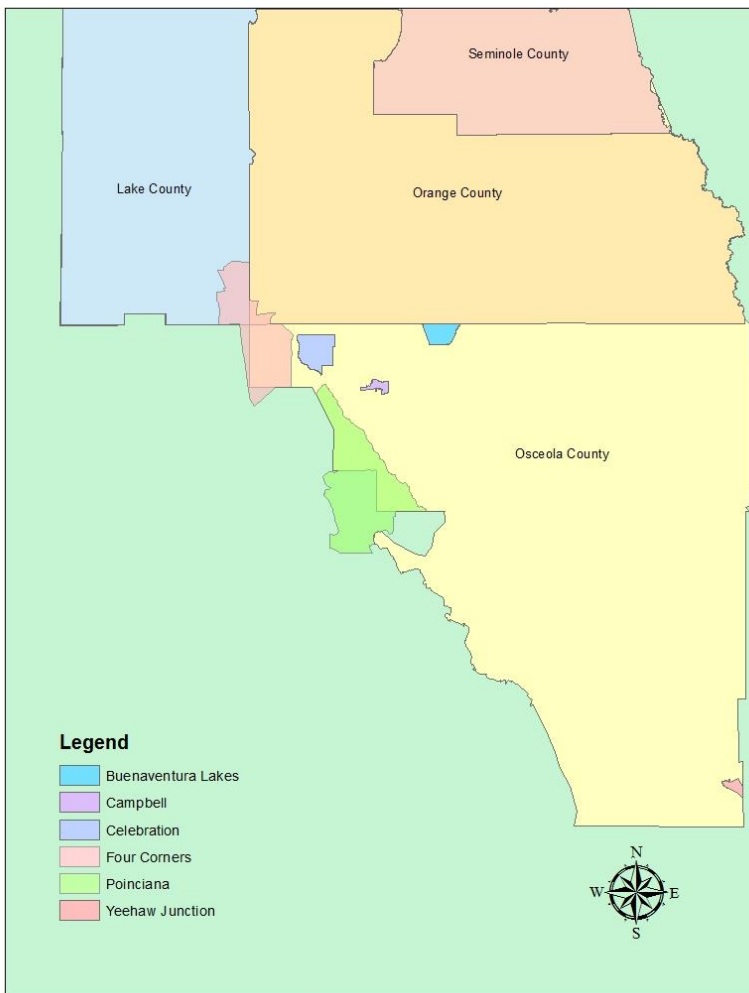 Seminole County
Lake County
Orange County
Osceola County
Legend
Buenaventura Lakes
Campbell
Celebration
Four Corners
Poinciana
Yeehaw Junction
N
W
E
S